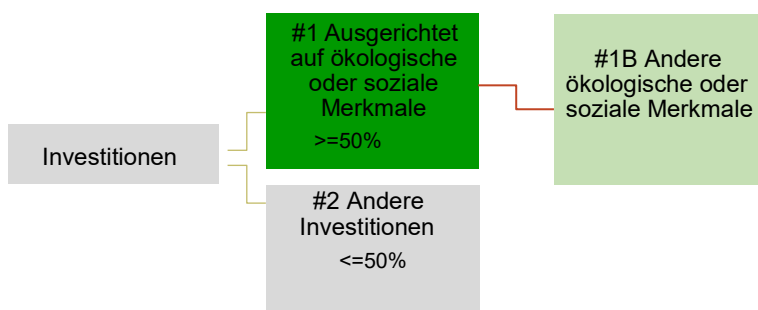 Investitionen
#1 Ausgerichtet
auf ökologische
oder soziale
Merkmale
>=50%
#2 Andere
Investitionen
<=50%
#1B Andere
ökologische oder
soziale Merkmale